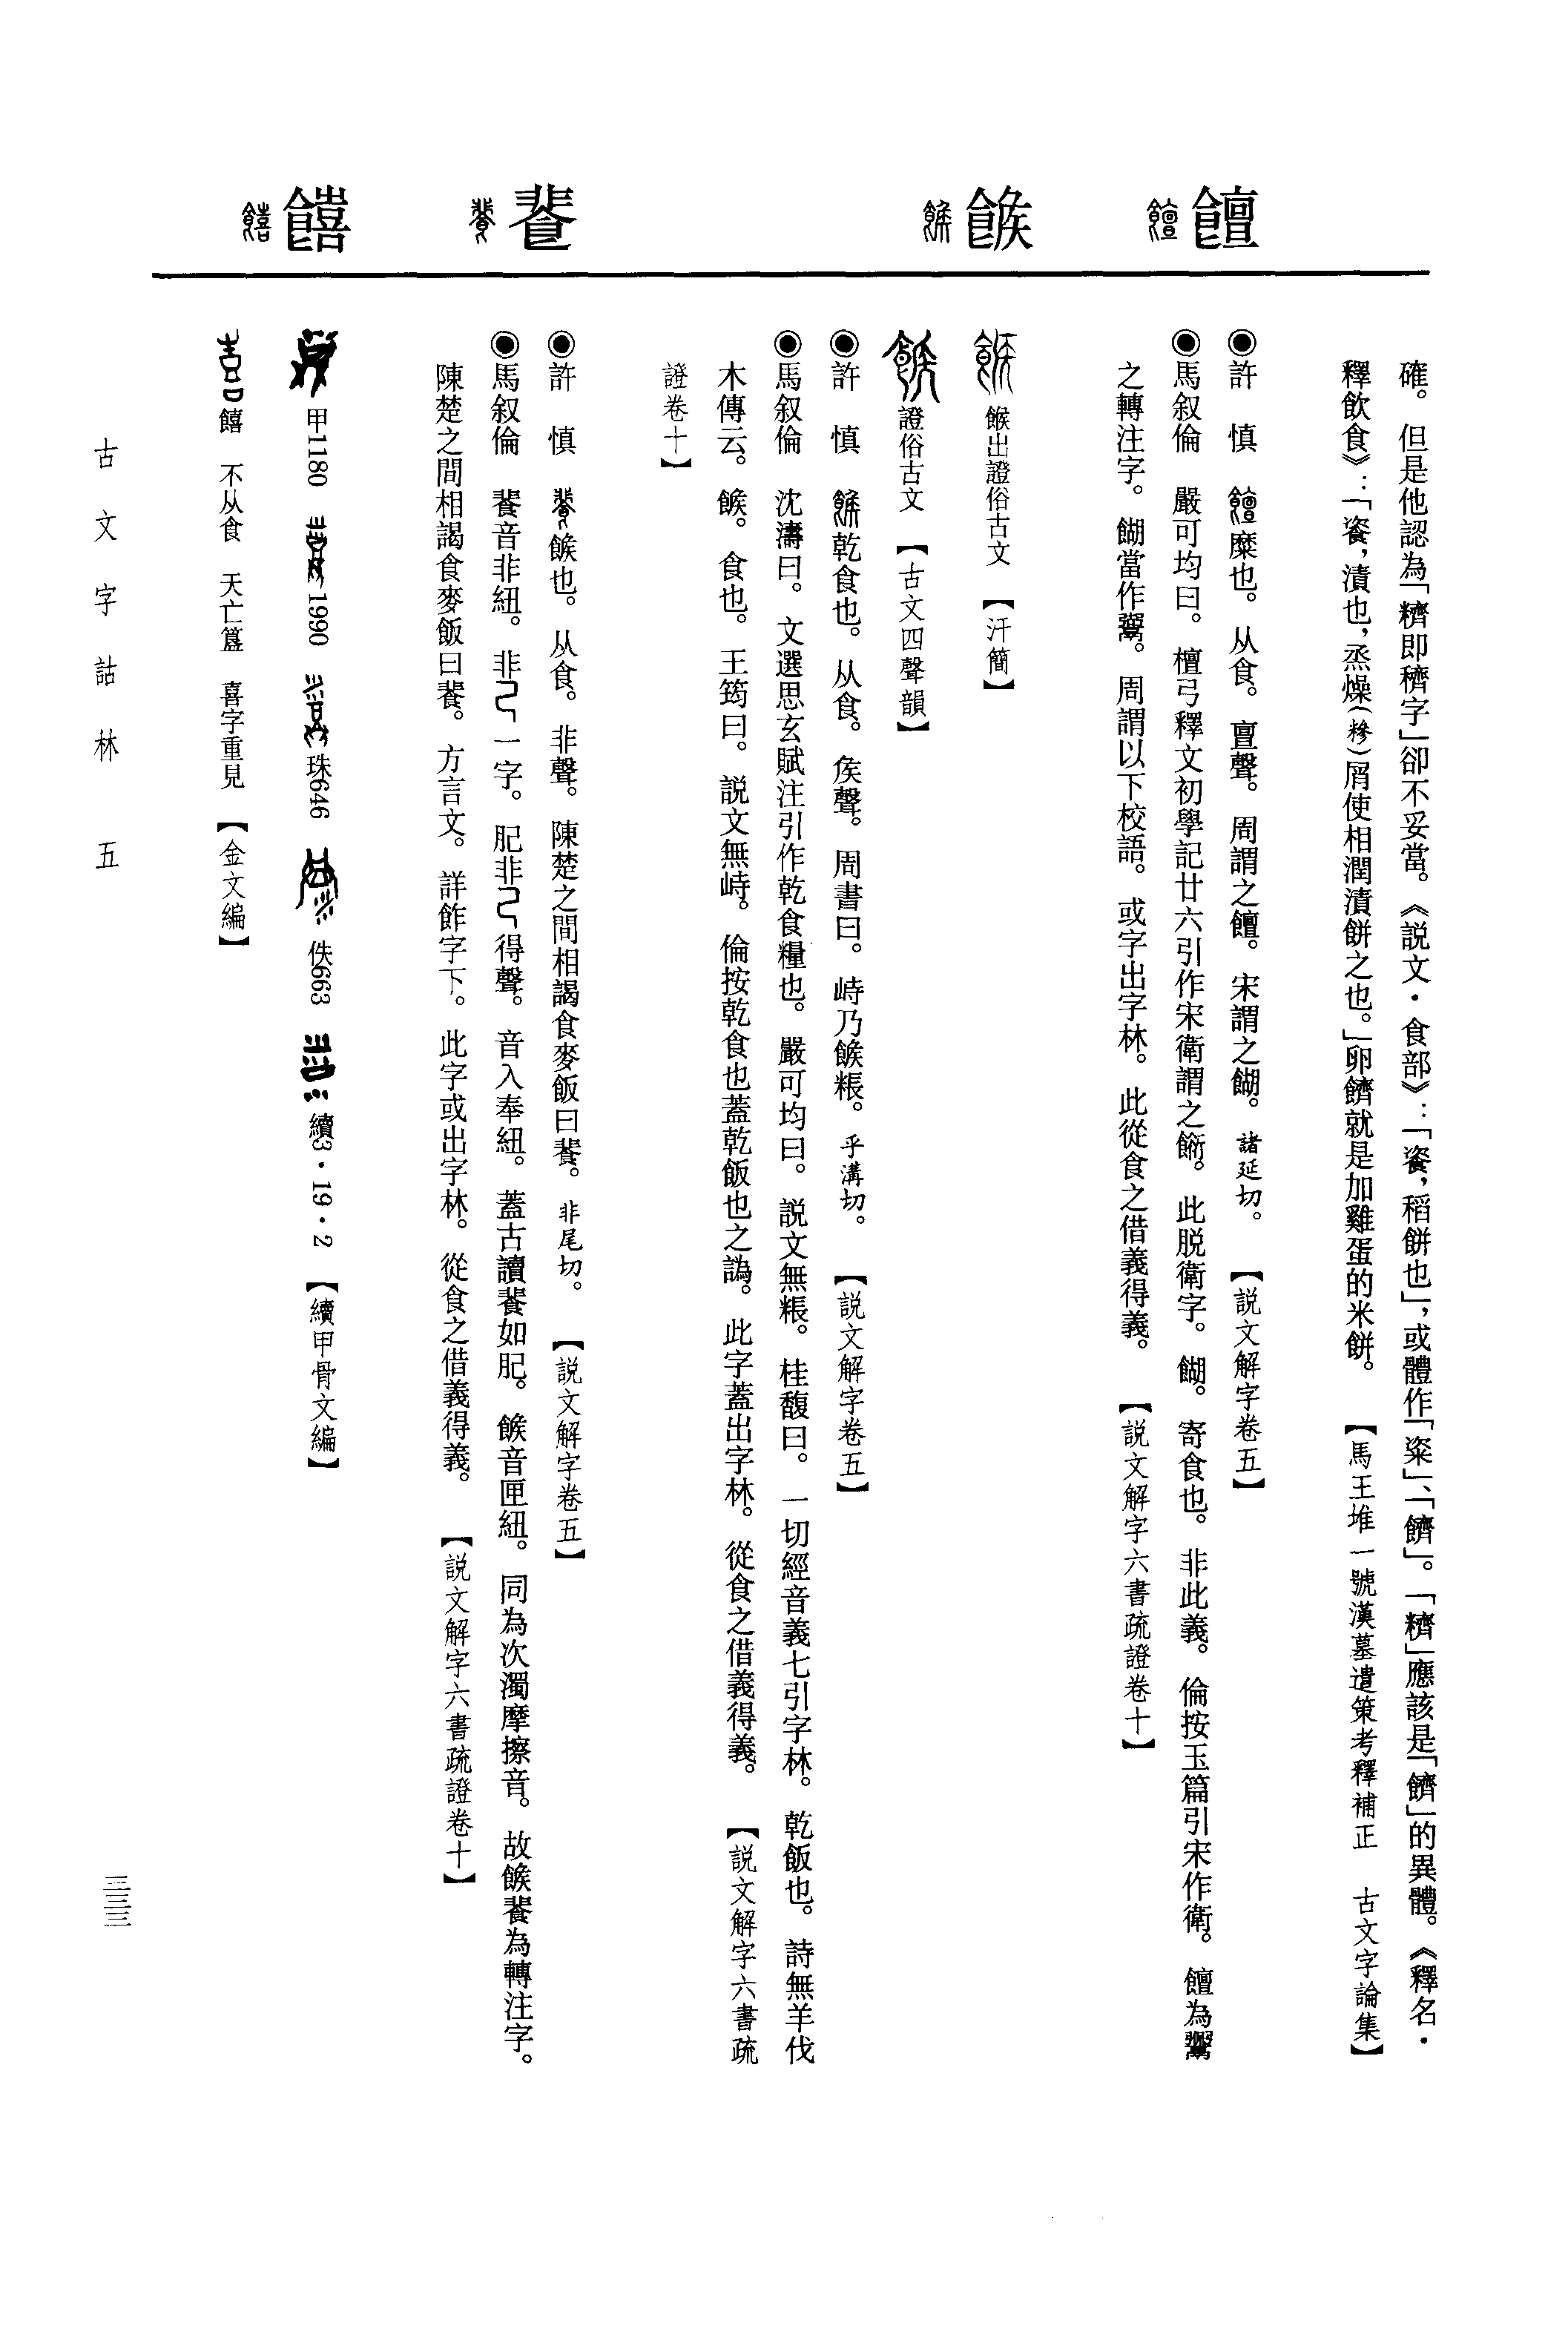 饘 餱 餥 饎
確。但是他認為「䊢即穧字」卻不妥當。《説文·食部》：「餈，稻餅也」，或體作「粢」、「䭣」。「䊢」應該是「䭣」的異體。《釋名·
釋飲食》：「餈，漬也，烝燥（糝）屑使相潤漬餅之也。」卵䭣就是加雞蛋的米餅。　【馬王堆一號漢墓遣策考釋補正　古文字論集】
◉許　慎　饘糜也。从食。亶聲。周謂之饘。宋謂之餬。諸延切。　【説文解字卷五】
◉馬叙倫　嚴可均曰。檀弓釋文初學記廿六引作宋衛謂之䭈。此脱衛字。餬。寄食也。非此義。倫按玉篇引宋作衛。饘為鬻
之轉注字。餬當作鬻。周謂以下校語。或字出字林。此從食之借義得義。　【説文解字六書疏證卷十】
餱出證俗古文　【汗簡】
證俗古文　【古文四聲韻】
◉許　慎　餱乾食也。从食。矦聲。周書曰。峙乃餱粻。乎溝切。　【説文解字卷五】
◉馬叙倫　沈濤曰。文選思玄賦注引作乾食糧也。嚴可均曰。説文無粻。桂馥曰。一切經音義七引字林。乾飯也。詩無羊伐
木傳云。餱。食也。王筠曰。説文無峙。倫按乾食也蓋乾飯也之譌。此字蓋出字林。從食之借義得義。　【説文解字六書疏
證卷十】
◉許　慎　餥餱也。从食。非聲。陳楚之間相謁食麥飯曰餥。非尾切。　【説文解字卷五】
◉馬叙倫　餥音非紐。非一字。肥非得聲。音入奉紐。蓋古讀餥如肥。餱音匣紐。同為次濁摩擦音。故餱餥為轉注字。
陳楚之間相謁食麥飯曰餥。方言文。詳飵字下。此字或出字林。從食之借義得義。　【説文解字六書疏證卷十】
甲1180　1990　珠646　佚663　續3·19·2　【續甲骨文編】
饎　不从食　天亡簋　喜字重見　【金文編】
古文字詁林　五
三三三